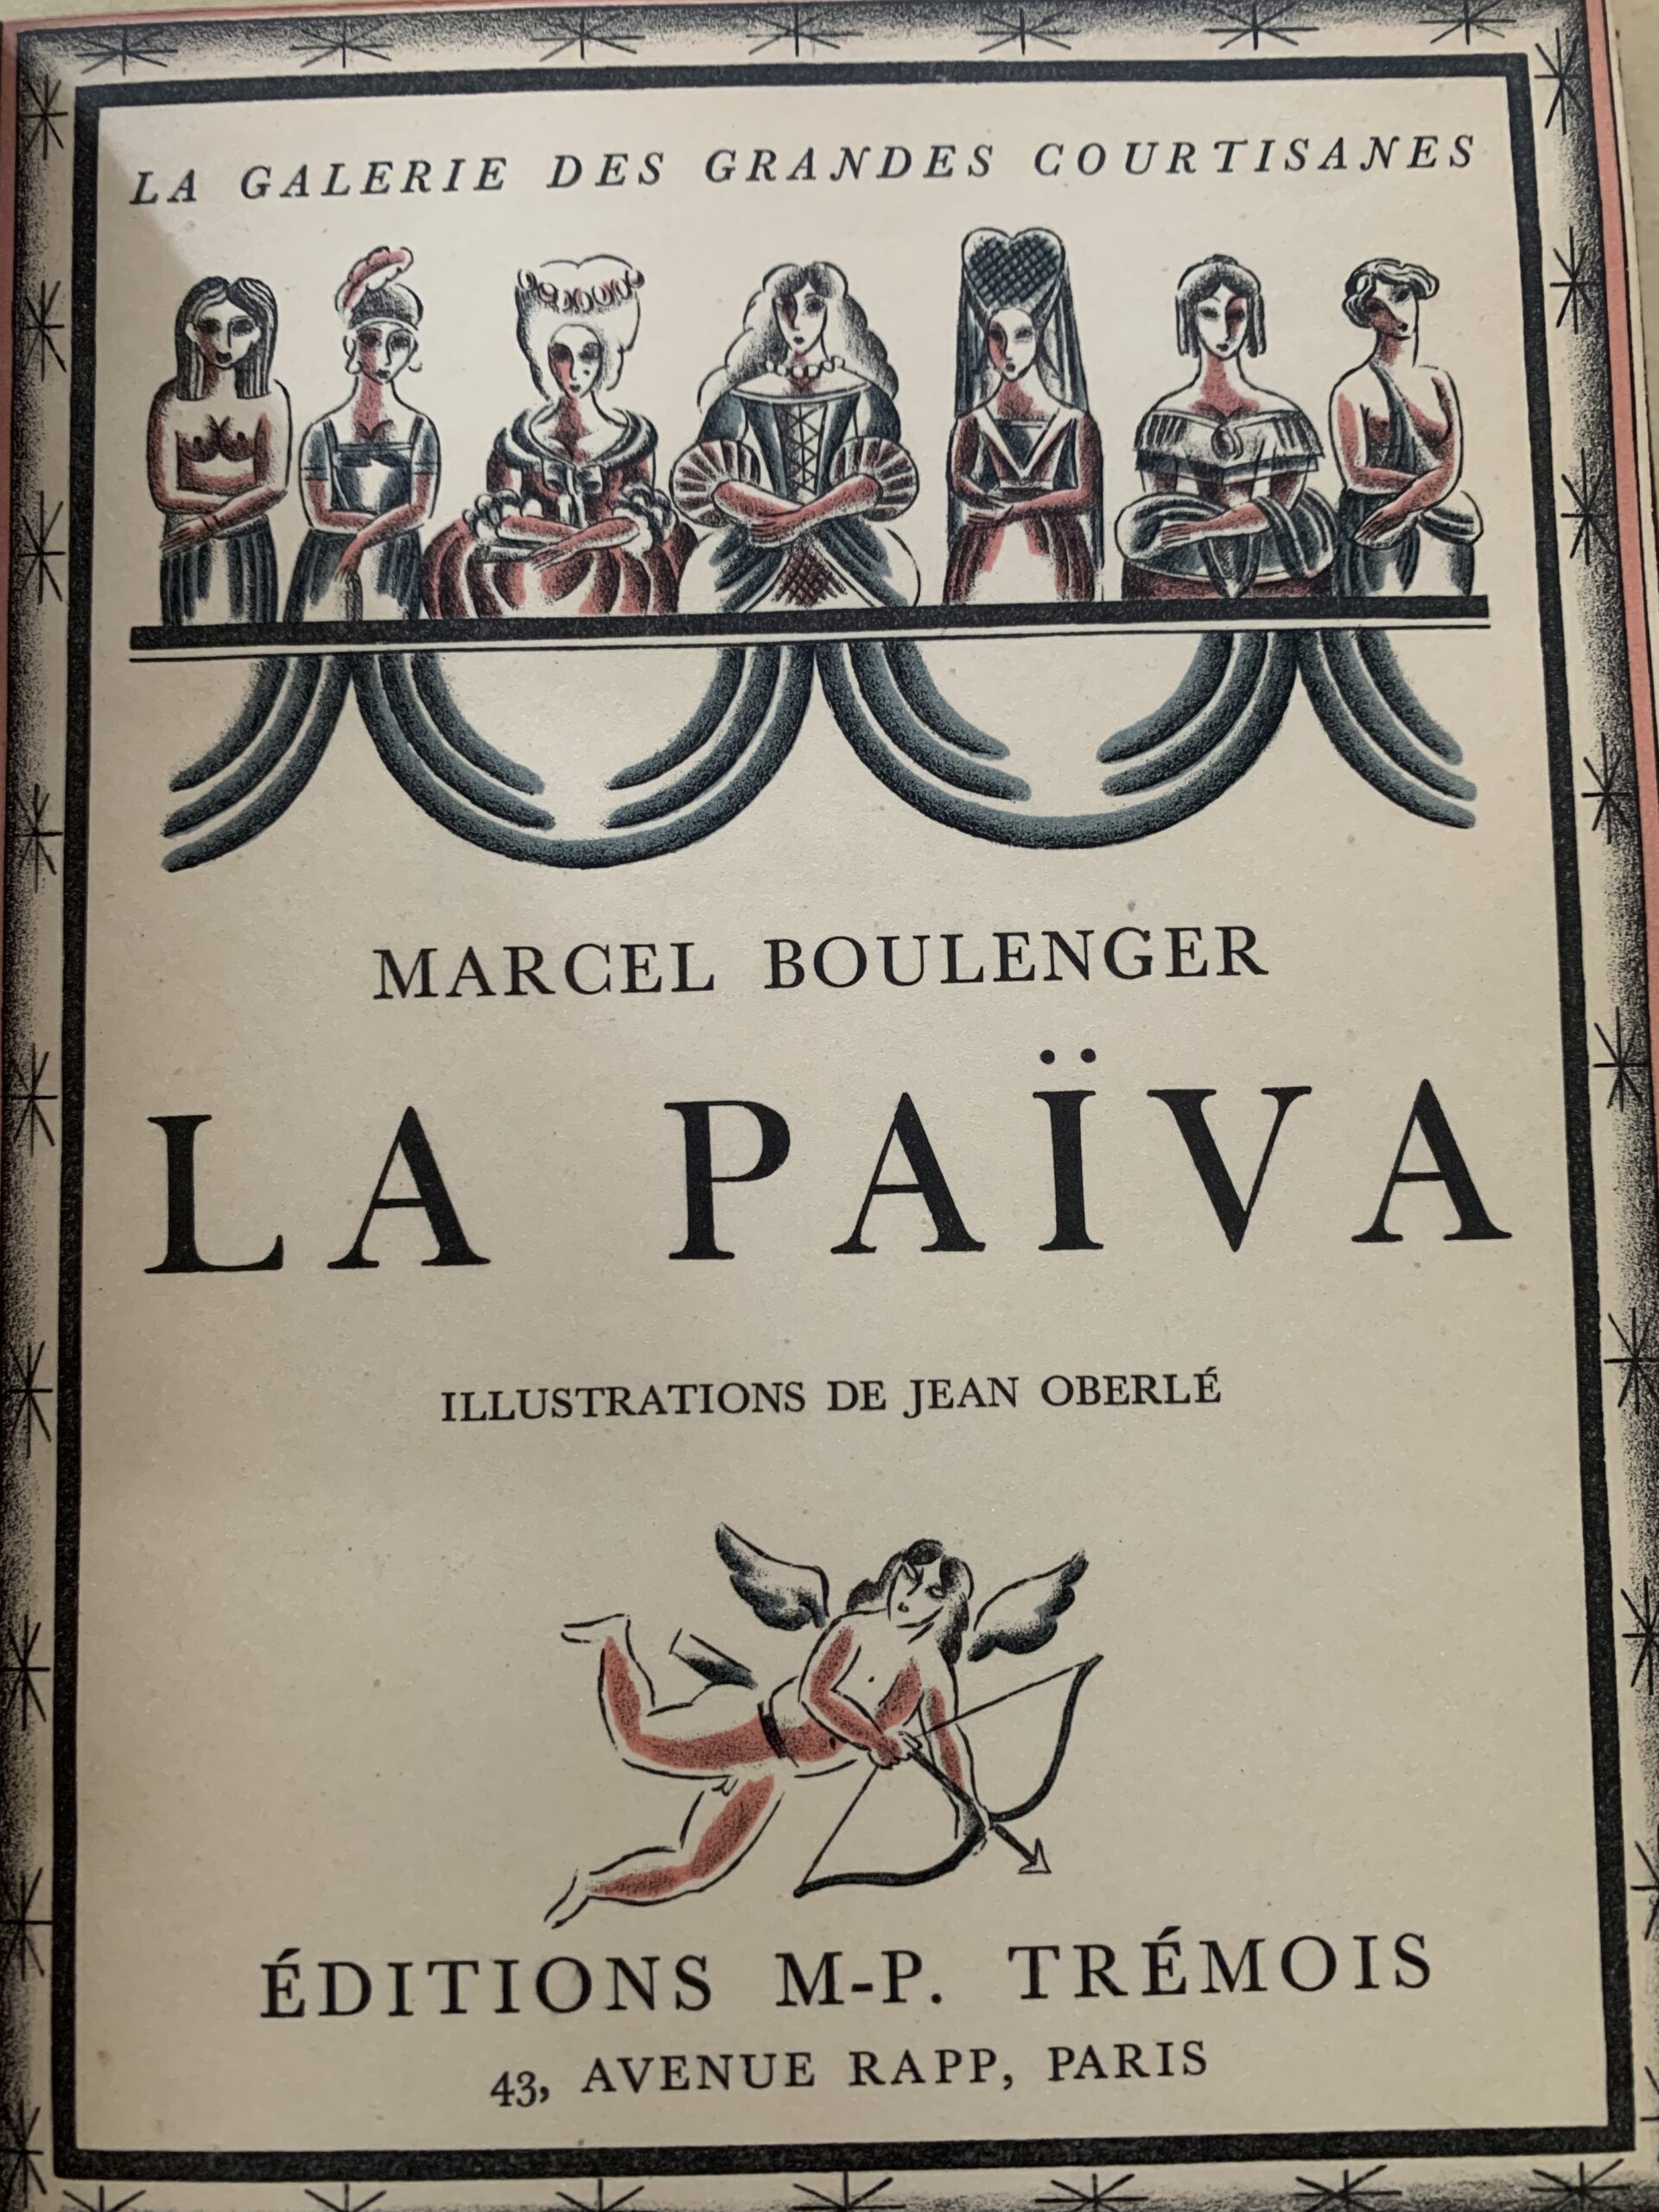 LA GALERIE DES GRANDES COURTISANES
MARCEL BOULENGER
LA PAÏVA
ILLUSTRATIONS DE JEAN OBERLÉ
ÉDITIONS M-P. TRÉMOIS
43, AVENUE RAPP, PARIS